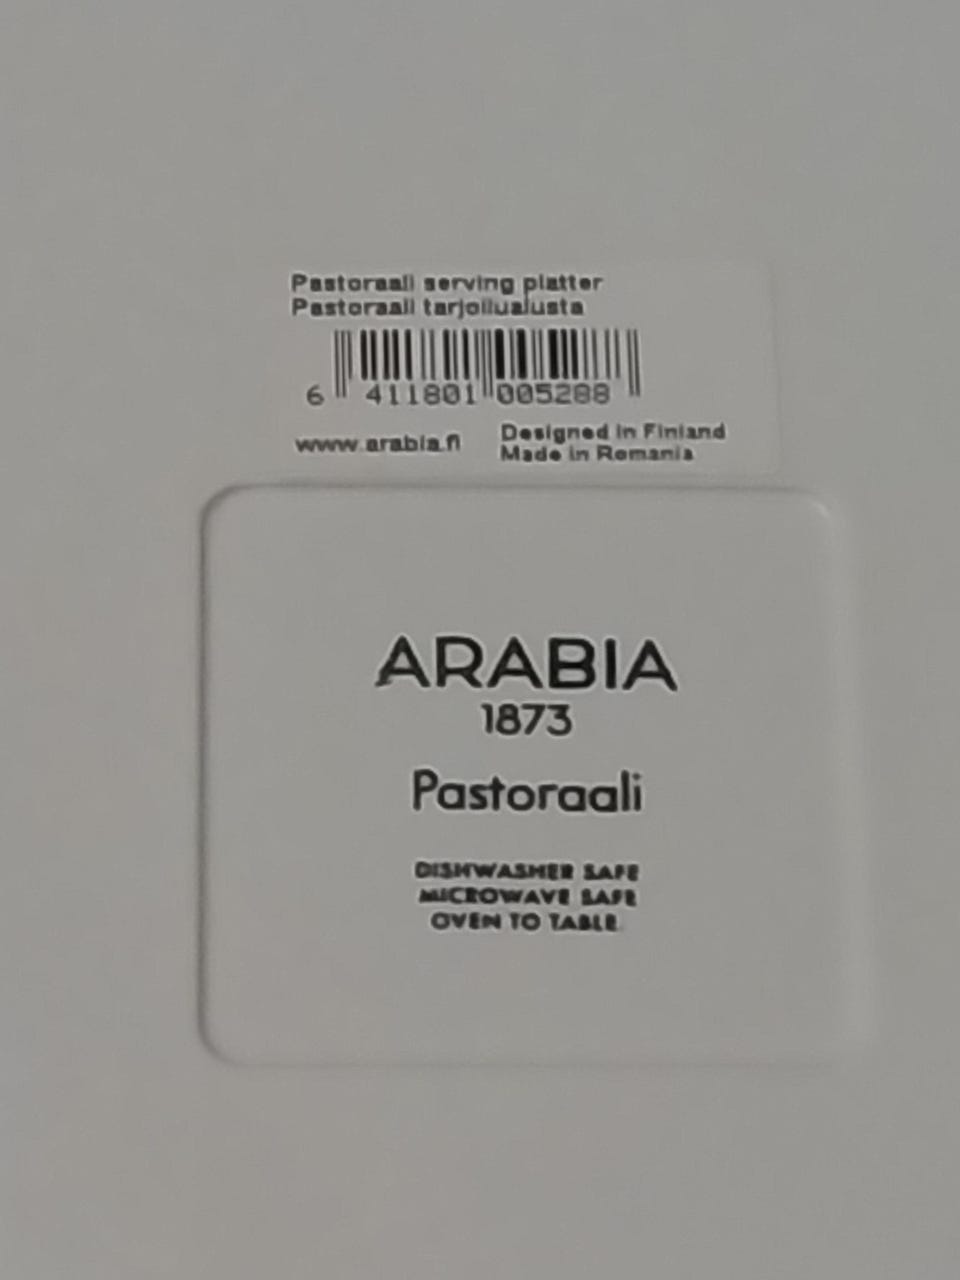 Pastoraali serving platter
Pastoraali tarjoilualusta
6 411801 005288
www.arabia.fi
Designed in Finland
Made in Romania
ARABIA
1873
Pastoraali
DISHWASHER SAFE
MICROWAVE SAFE
OVEN TO TABLE